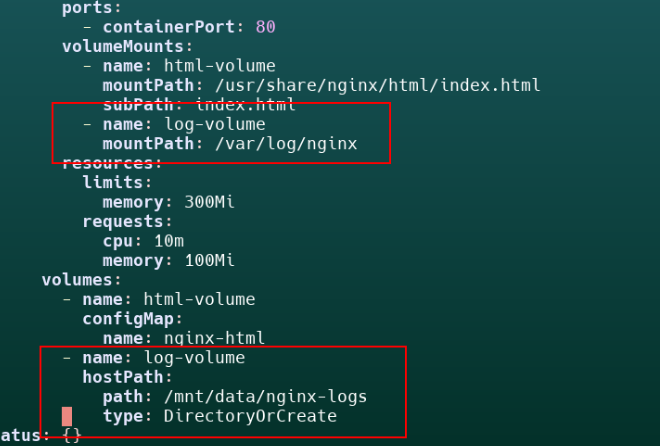 ports:
- containerPort: 80
volumeMounts:
- name: html-volume
mountPath: /usr/share/nginx/html/index.html
subPath: index.html
- name: log-volume
mountPath: /var/log/nginx
resources:
limits:
memory: 300Mi
requests:
cpu: 10m
memory: 100Mi
volumes:
- name: html-volume
configMap:
name: nginx-html
- name: log-volume
hostPath:
path: /mnt/data/nginx-logs
type: DirectoryOrCreate
atus: {}